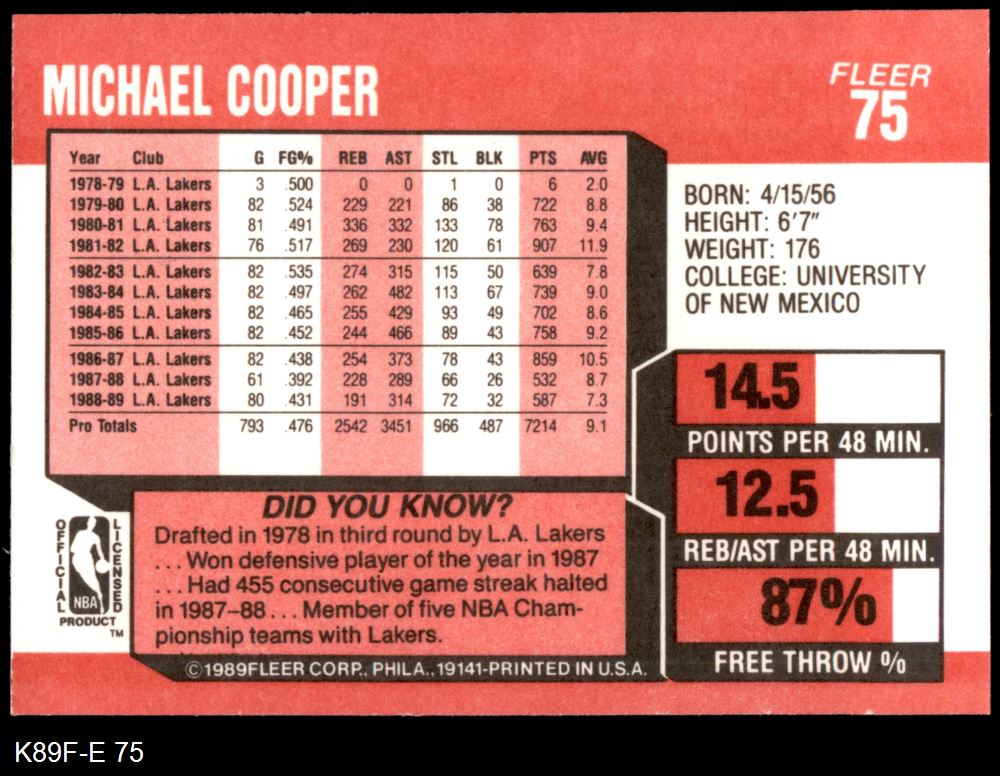 MICHAEL COOPER
FLEER
75
Year Club G FG% REB AST STL BLK PTS AVG
1978-79 L.A. Lakers 3 .500 0 0 1 0 6 2.0
1979-80 L.A. Lakers 82 .524 229 221 86 38 722 8.8
1980-81 L.A. Lakers 81 .491 336 332 133 78 763 9.4
1981-82 L.A. Lakers 76 .517 269 230 120 61 907 11.9
1982-83 L.A. Lakers 82 .535 274 315 115 50 639 7.8
1983-84 L.A. Lakers 82 .497 262 482 113 67 739 9.0
1984-85 L.A. Lakers 82 .465 255 429 93 49 702 8.6
1985-86 L.A. Lakers 82 .452 244 466 89 43 758 9.2
1986-87 L.A. Lakers 82 .438 254 373 78 43 859 10.5
1987-88 L.A. Lakers 61 .392 228 289 66 26 532 8.7
1988-89 L.A. Lakers 80 .431 191 314 72 32 587 7.3
Pro Totals 793 .476 2542 3451 966 487 7214 9.1
BORN: 4/15/56
HEIGHT: 6'7"
WEIGHT: 176
COLLEGE: UNIVERSITY
OF NEW MEXICO
14.5
POINTS PER 48 MIN.
12.5
REB/AST PER 48 MIN.
87%
FREE THROW %
DID YOU KNOW?
Drafted in 1978 in third round by L.A. Lakers
... Won defensive player of the year in 1987
... Had 455 consecutive game streak halted
in 1987–88... Member of five NBA Cham-
pionship teams with Lakers.
OFFICIAL
LICENSED
NBA
PRODUCT
TM
©1989FLEER CORP., PHILA., 19141-PRINTED IN U.S.A.
K89F-E 75